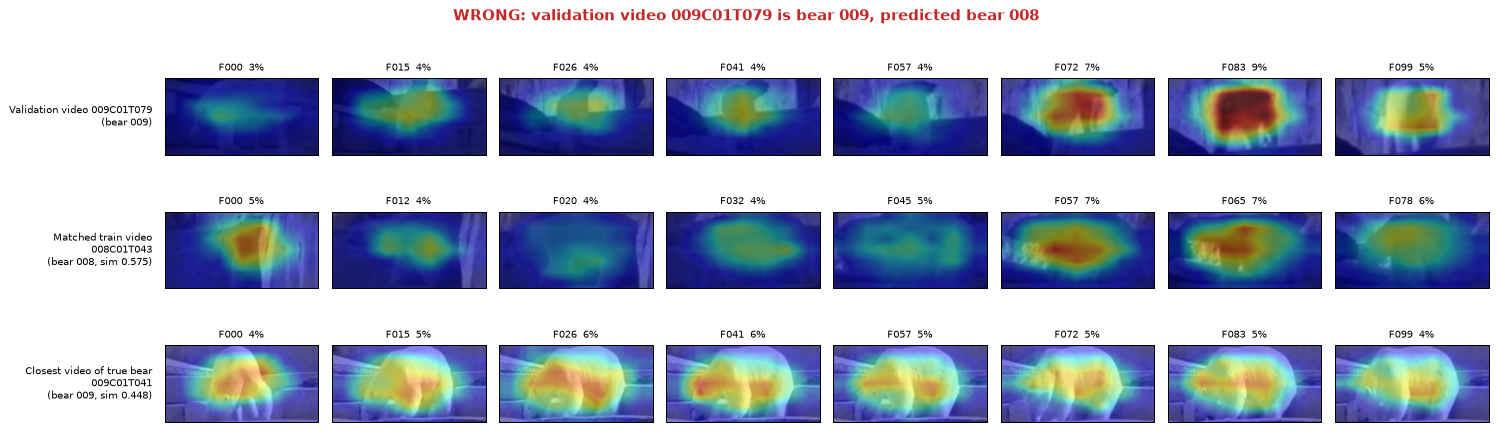 WRONG: validation video 009C01T079 is bear 009, predicted bear 008
F000 3% F015 4% F026 4% F041 4% F057 4% F072 7% F083 9% F099 5%
Validation video 009C01T079
(bear 009)
F000 5% F012 4% F020 4% F032 4% F045 5% F057 7% F065 7% F078 6%
Matched train video
008C01T043
(bear 008, sim 0.575)
F000 4% F015 5% F026 6% F041 6% F057 5% F072 5% F083 5% F099 4%
Closest video of true bear
009C01T041
(bear 009, sim 0.448)